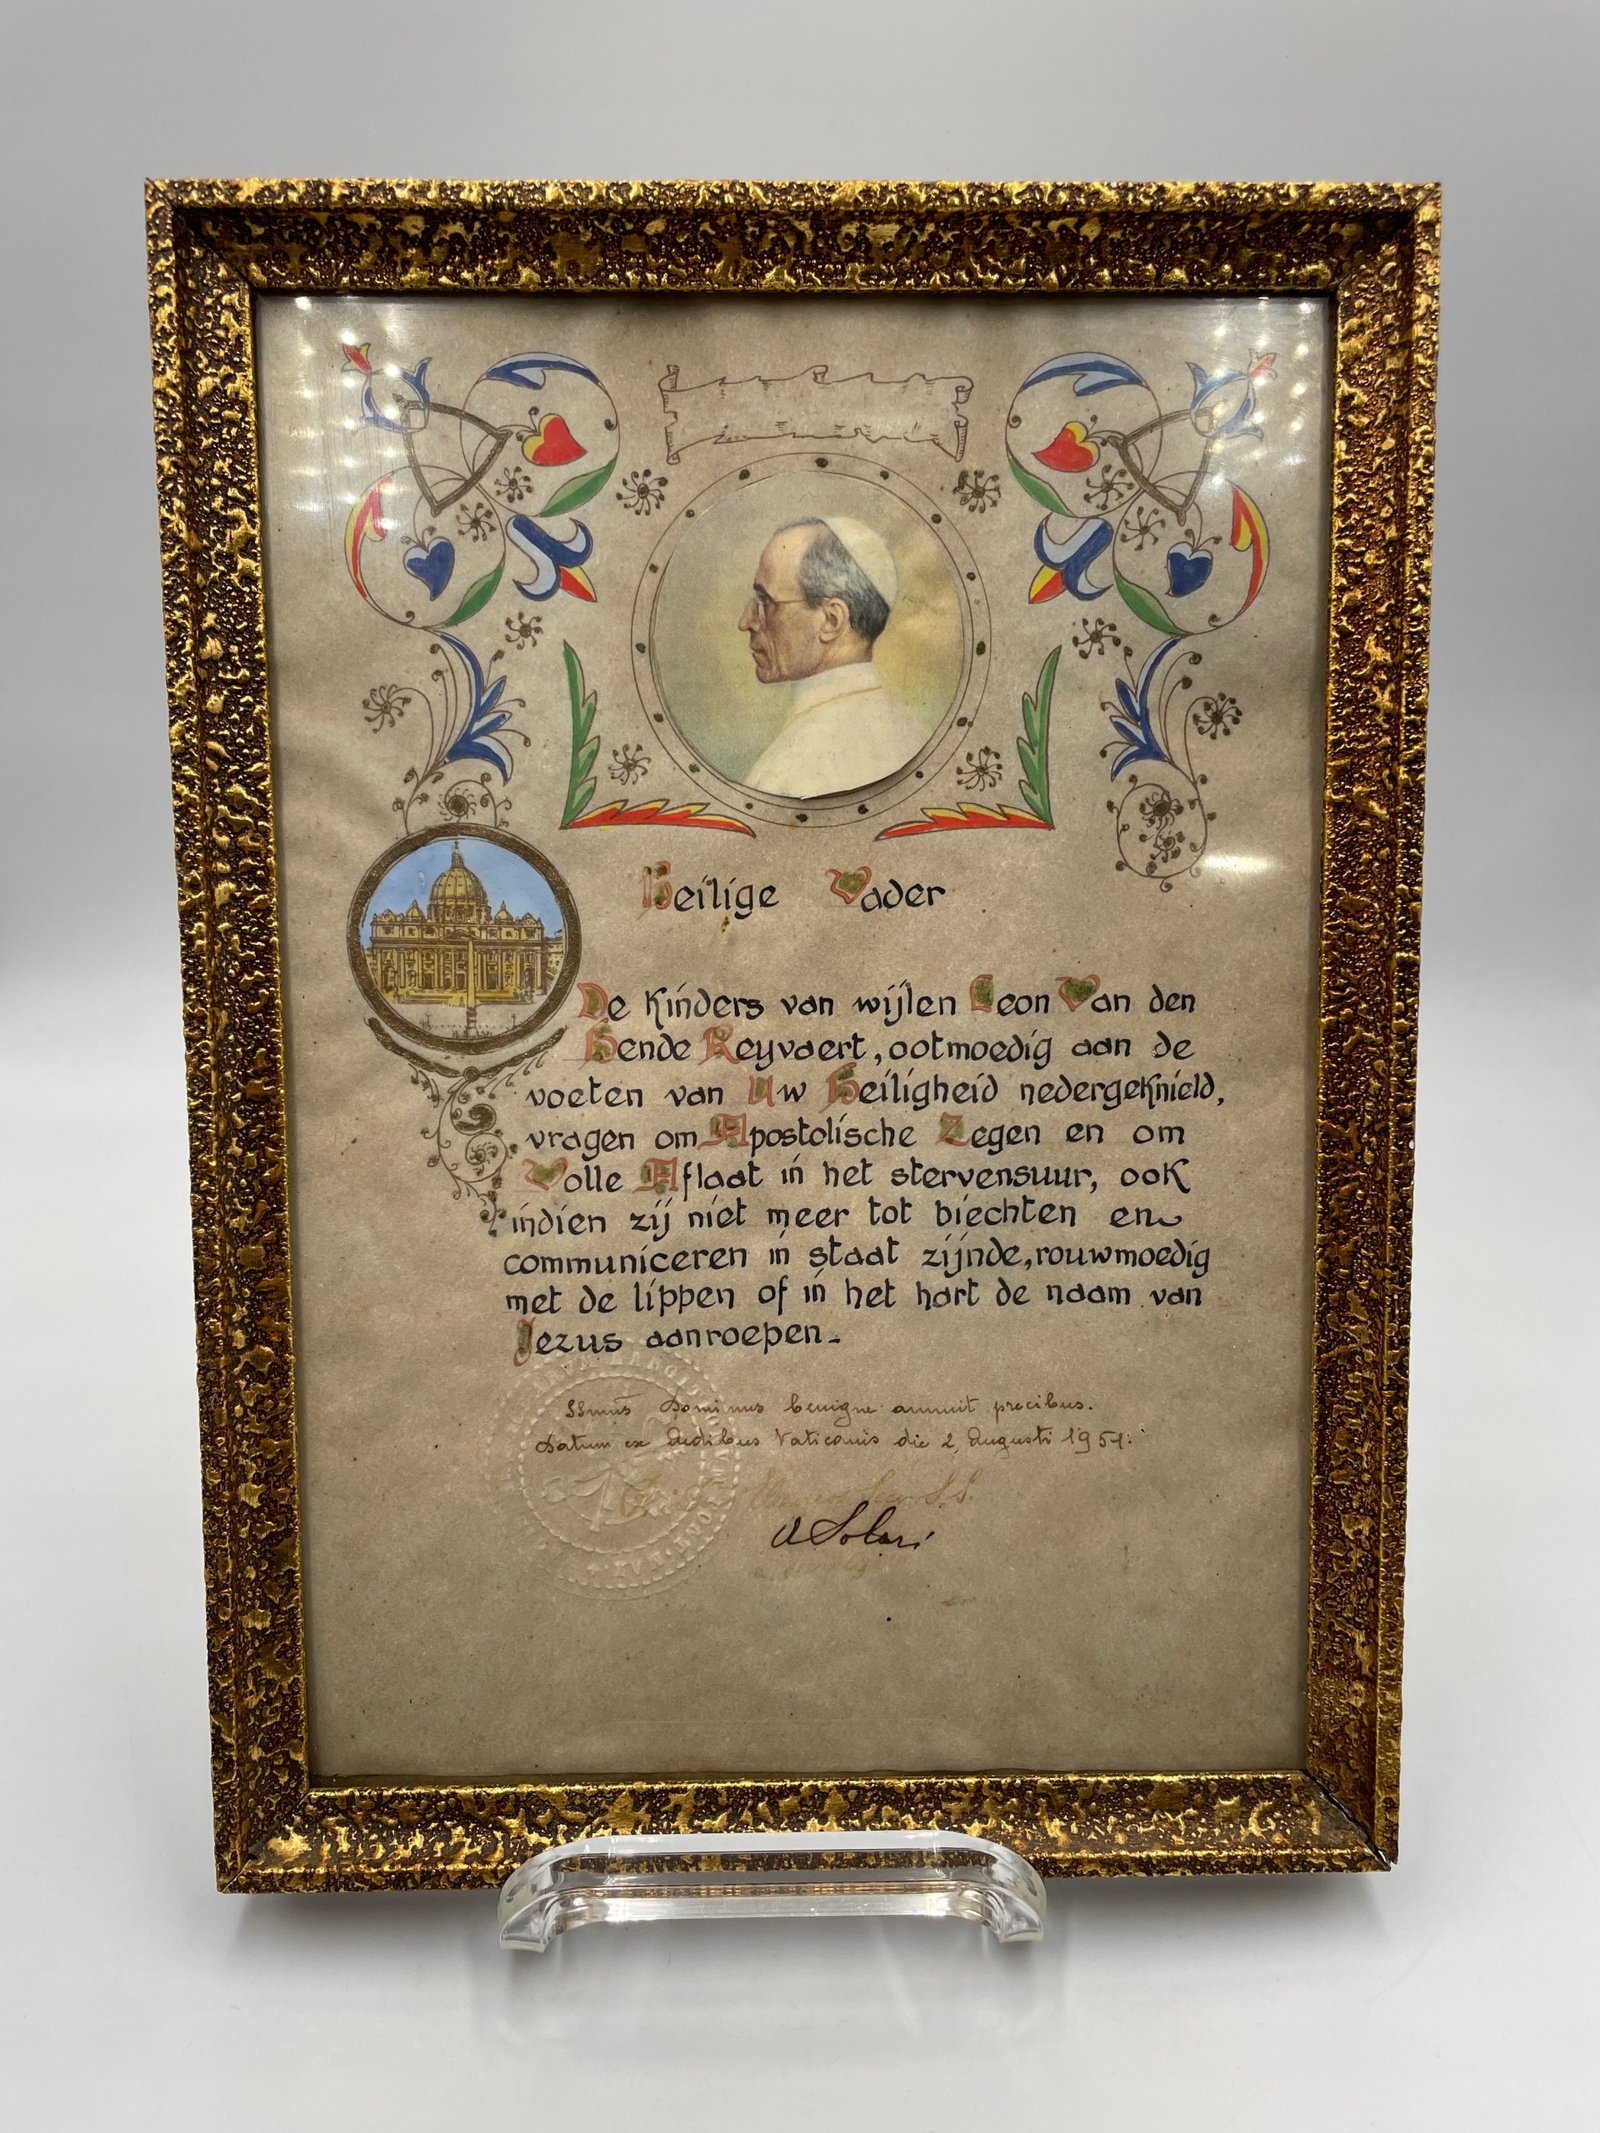 Heilige Vader
De kinders van wijlen Leon Van den
Hende Reyvaert, ootmoedig aan de
voeten van Uw Heiligheid nedergeknield,
vragen om Apostolische Zegen en om
Volle Aflaat in het stervensuur, ook
indien zij niet meer tot biechten en
communiceren in staat zijnde, rouwmoedig
met de lippen of in het hart de naam van
Jezus aanroepen-
SSmus Dominus benigne annuit precibus.
Datum ex Aedibus Vaticanis die 2, Augusti 1951.